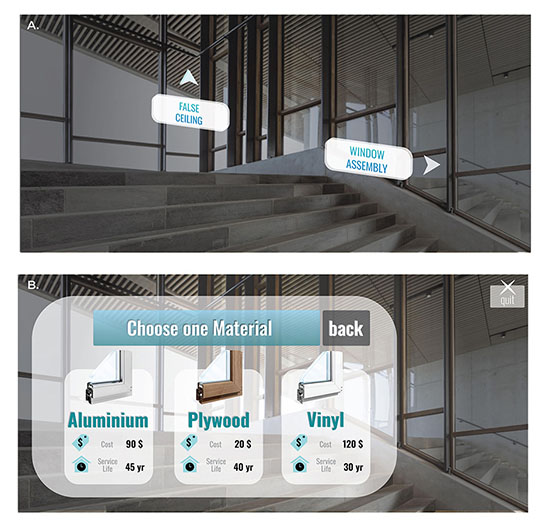 A.
FALSE
CEILING
WINDOW
ASSEMBLY
B.
quit
Choose one Material
back
Aluminium
Plywood
Vinyl
$ Cost 90 $
$ Cost 20 $
$ Cost 120 $
Service
Life 45 yr
Service
Life 40 yr
Service
Life 30 yr